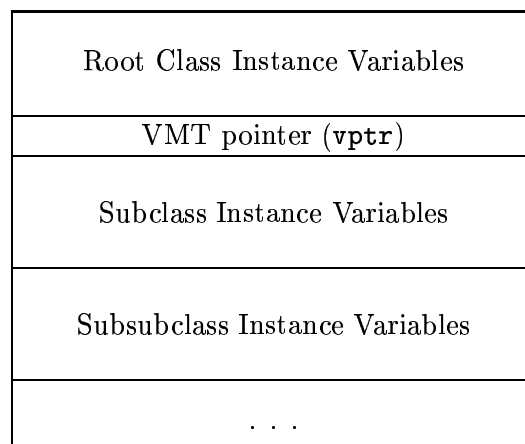 Root Class Instance Variables
VMT pointer (vptr)
Subclass Instance Variables
Subsubclass Instance Variables
. . .